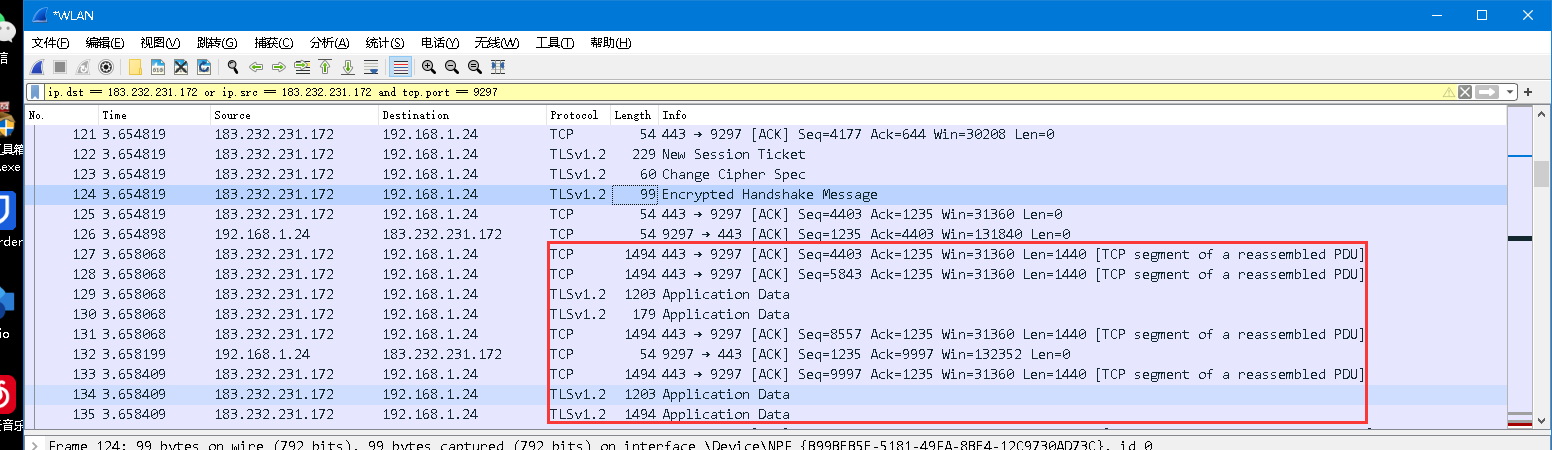 *WLAN
文件(F) 编辑(E) 视图(V) 跳转(G) 捕获(C) 分析(A) 统计(S) 电话(Y) 无线(W) 工具(T) 帮助(H)
信
ip.dst == 183.232.231.172 or ip.src == 183.232.231.172 and tcp.port == 9297
No. Time Source Destination Protocol Length Info
121 3.654819 183.232.231.172 192.168.1.24 TCP 54 443 → 9297 [ACK] Seq=4177 Ack=644 Win=30208 Len=0
具箱
122 3.654819 183.232.231.172 192.168.1.24 TLSv1.2 229 New Session Ticket
.exe
123 3.654819 183.232.231.172 192.168.1.24 TLSv1.2 60 Change Cipher Spec
124 3.654819 183.232.231.172 192.168.1.24 TLSv1.2 99 Encrypted Handshake Message
125 3.654819 183.232.231.172 192.168.1.24 TCP 54 443 → 9297 [ACK] Seq=4403 Ack=1235 Win=31360 Len=0
126 3.654898 192.168.1.24 183.232.231.172 TCP 54 9297 → 443 [ACK] Seq=1235 Ack=4403 Win=131840 Len=0
rder
127 3.658068 183.232.231.172 192.168.1.24 TCP 1494 443 → 9297 [ACK] Seq=4403 Ack=1235 Win=31360 Len=1440 [TCP segment of a reassembled PDU]
128 3.658068 183.232.231.172 192.168.1.24 TCP 1494 443 → 9297 [ACK] Seq=5843 Ack=1235 Win=31360 Len=1440 [TCP segment of a reassembled PDU]
129 3.658068 183.232.231.172 192.168.1.24 TLSv1.2 1203 Application Data
130 3.658068 183.232.231.172 192.168.1.24 TLSv1.2 179 Application Data
131 3.658068 183.232.231.172 192.168.1.24 TCP 1494 443 → 9297 [ACK] Seq=8557 Ack=1235 Win=31360 Len=1440 [TCP segment of a reassembled PDU]
io
132 3.658199 192.168.1.24 183.232.231.172 TCP 54 9297 → 443 [ACK] Seq=1235 Ack=9997 Win=132352 Len=0
133 3.658409 183.232.231.172 192.168.1.24 TCP 1494 443 → 9297 [ACK] Seq=9997 Ack=1235 Win=31360 Len=1440 [TCP segment of a reassembled PDU]
134 3.658409 183.232.231.172 192.168.1.24 TLSv1.2 1203 Application Data
135 3.658409 183.232.231.172 192.168.1.24 TLSv1.2 1494 Application Data
音乐
Frame 124: 99 bytes on wire (792 bits), 99 bytes captured (792 bits) on interface \Device\NPF_{B99BEB5E-5181-49EA-8BE4-12C9730AD73C}, id 0